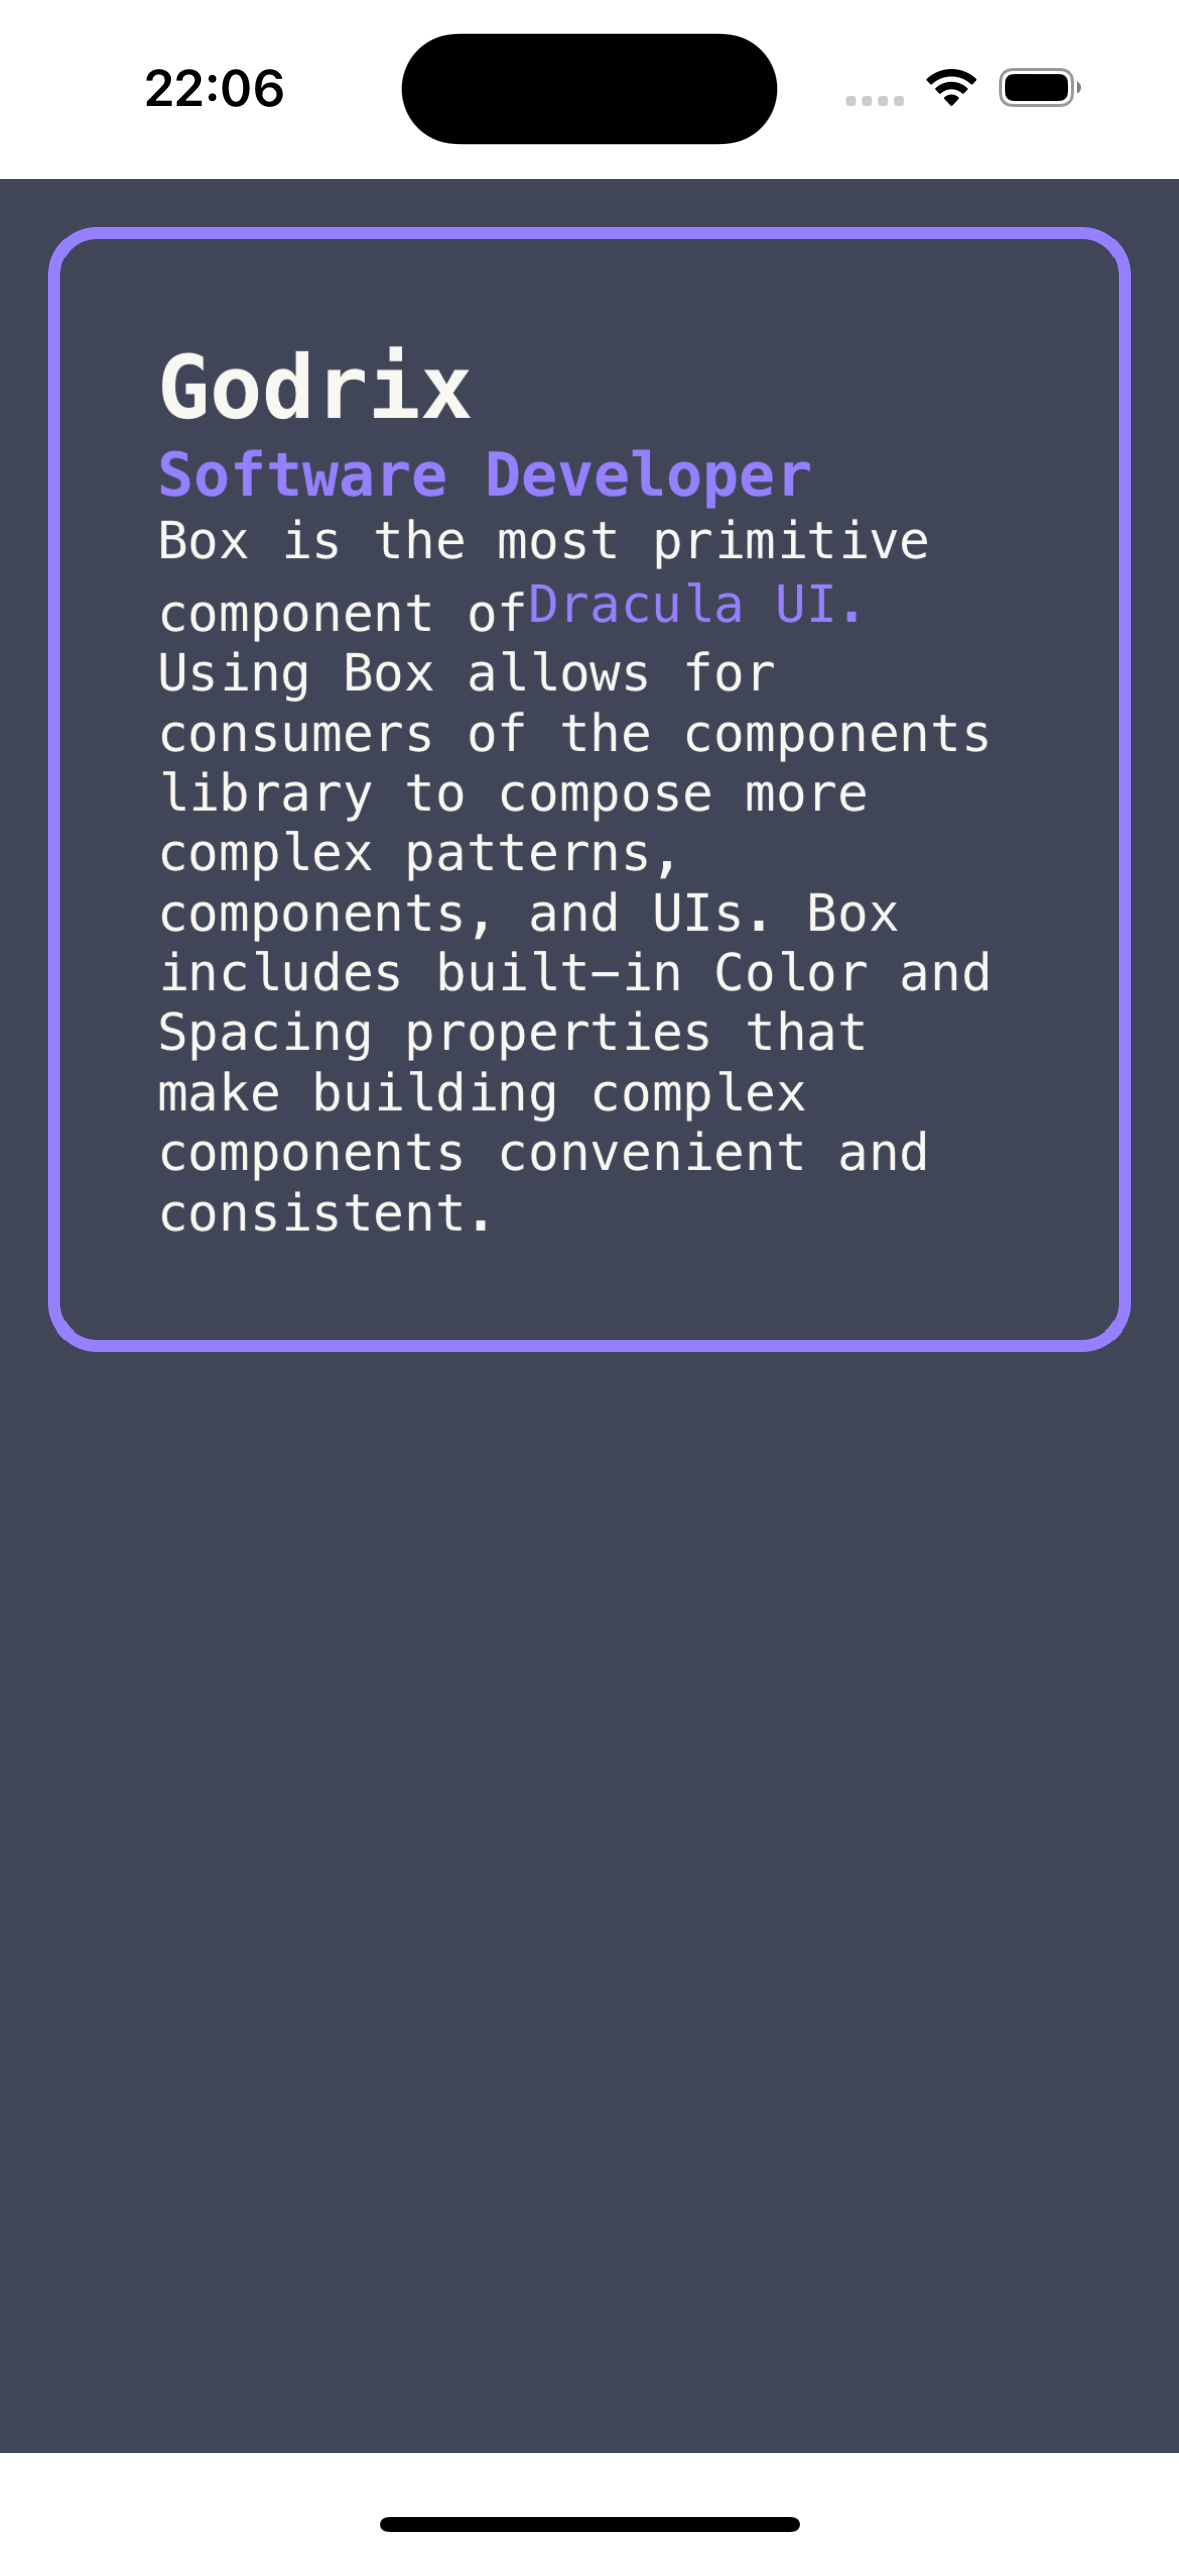 22:06
Godrix
Software Developer
Box is the most primitive
component ofDracula UI.
Using Box allows for
consumers of the components
library to compose more
complex patterns,
components, and UIs. Box
includes built-in Color and
Spacing properties that
make building complex
components convenient and
consistent.